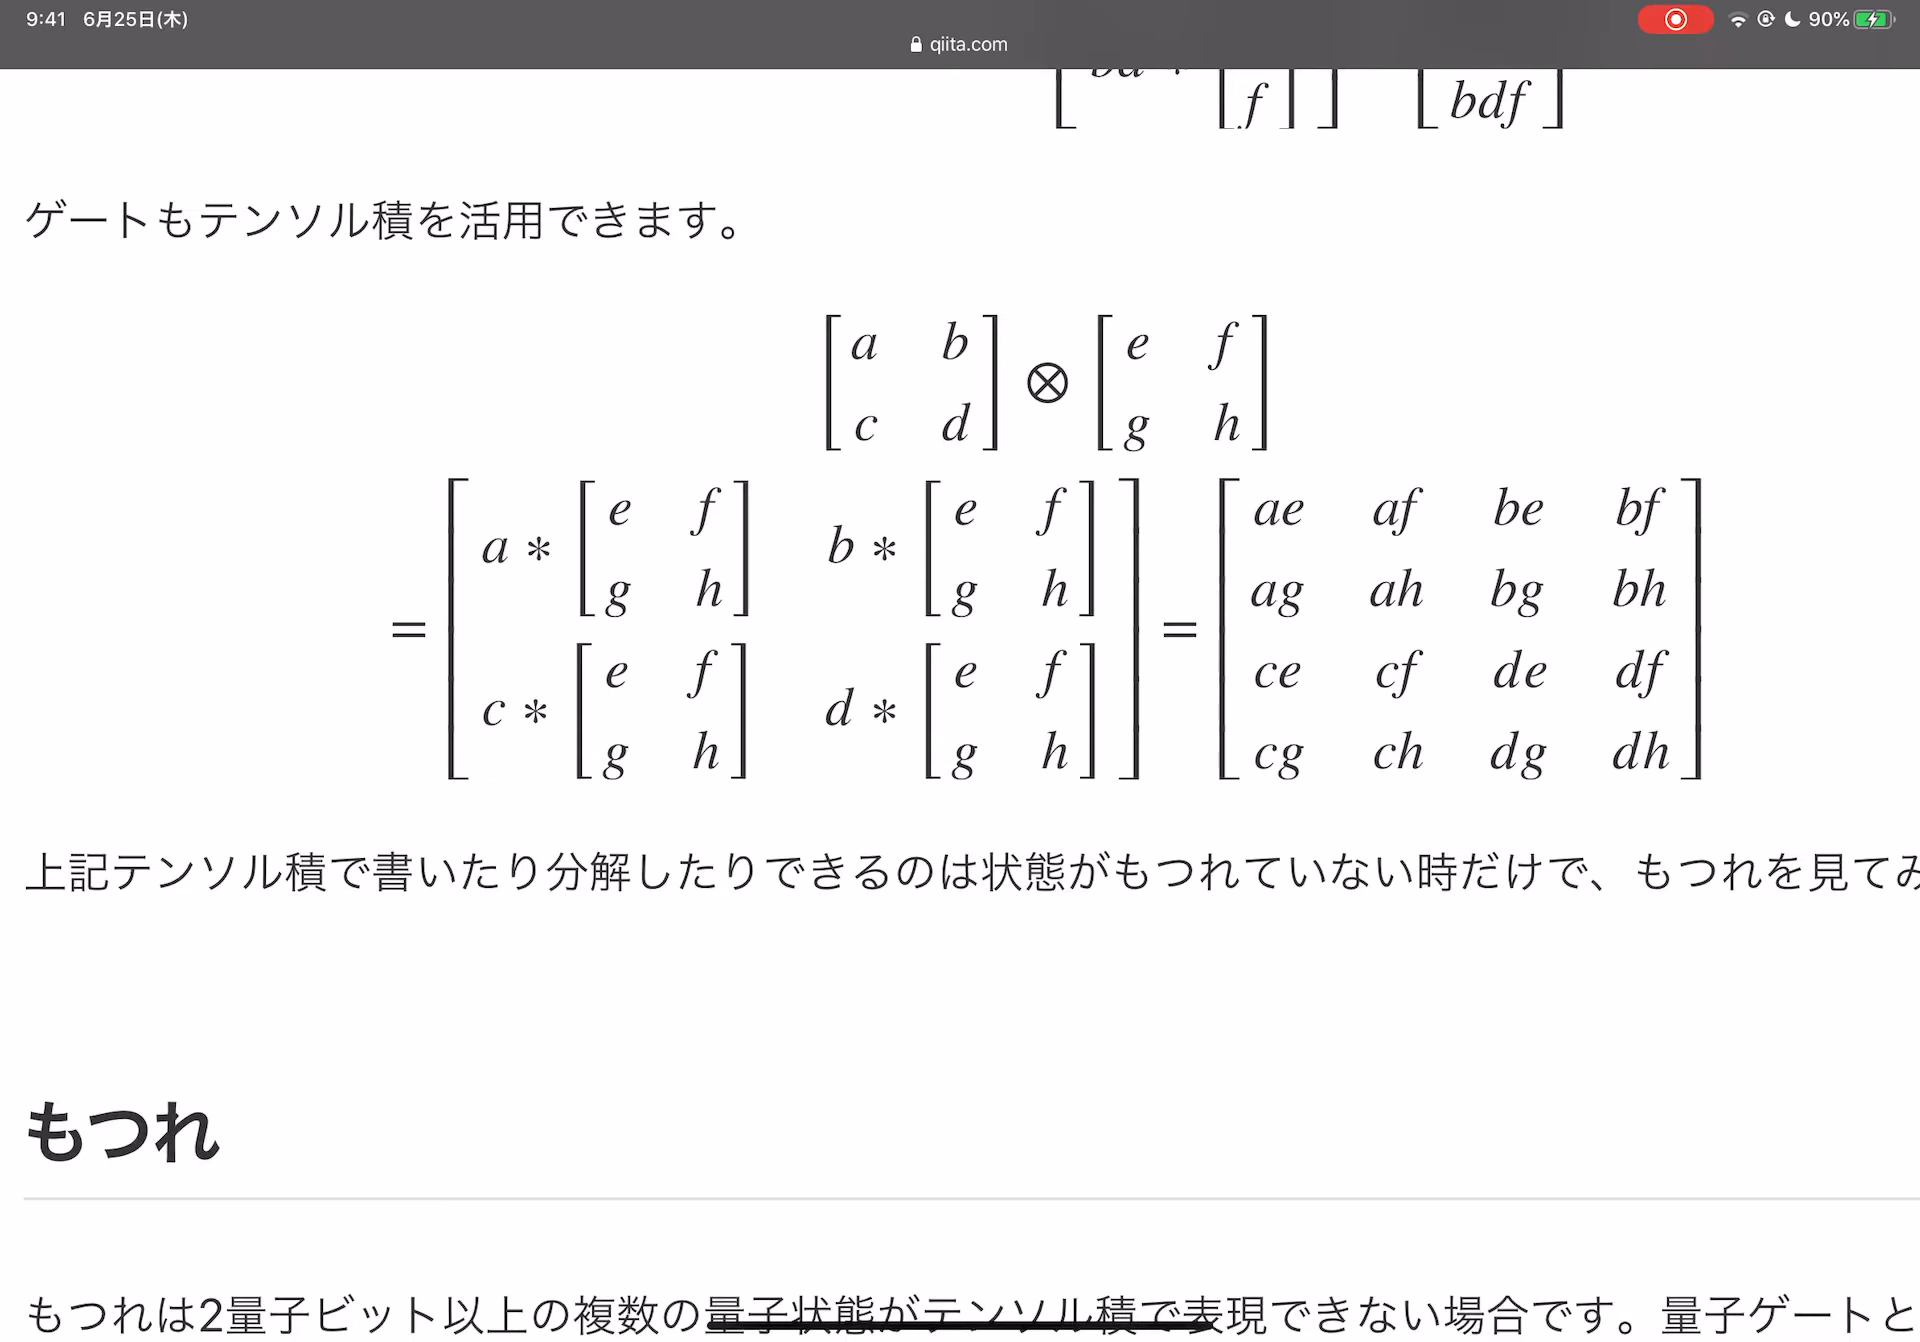 9:41 6月25日(木) 90%
qiita.com
f bdf
ゲートもテンソル積を活用できます。
[a b] ⊗ [e f]
[c d] [g h]
= [a * [e f] b * [e f]] = [ae af be bf]
[g h] [g h] [ag ah bg bh]
c * [e f] d * [e f] [ce cf de df]
[g h] [g h] [cg ch dg dh]
上記テンソル積で書いたり分解したりできるのは状態がもつれていない時だけで、もつれを見てみ
もつれ
もつれは2量子ビット以上の複数の量子状態がテンソル積で表現できない場合です。量子ゲートと